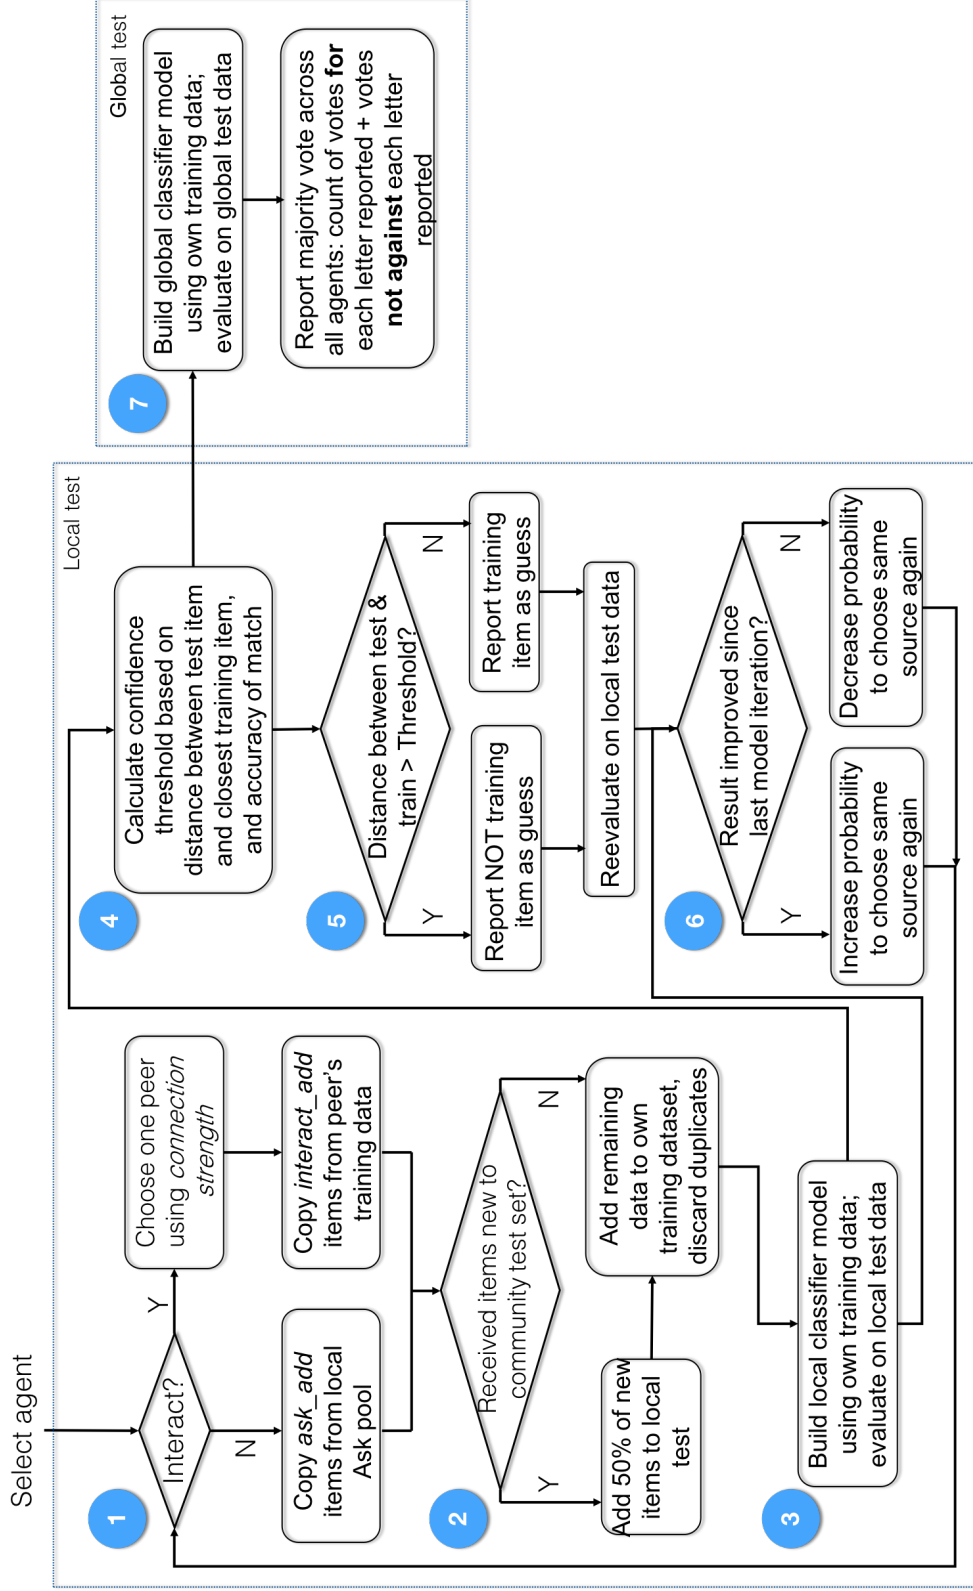 Select agent
Local test
1
Interact?
Y
N
Choose one peer
using connection
strength
Copy ask_add
items from local
Ask pool
Copy interact_add
items from peer's
training data
2
Received items new to
community test set?
Y
N
Add 50% of new
items to local
test
Add remaining
data to own
training dataset,
discard duplicates
3
Build local classifier model
using own training data;
evaluate on local test data
4
Calculate confidence
threshold based on
distance between test item
and closest training item,
and accuracy of match
5
Distance between test &
train > Threshold?
Y
N
Report NOT training
item as guess
Report training
item as guess
Reevaluate on local test data
6
Result improved since
last model iteration?
Y
N
Increase probability
to choose same
source again
Decrease probability
to choose same
source again
Global test
7
Build global classifier model
using own training data;
evaluate on global test data
Report majority vote across
all agents: count of votes for
each letter reported + votes
not against each letter
reported